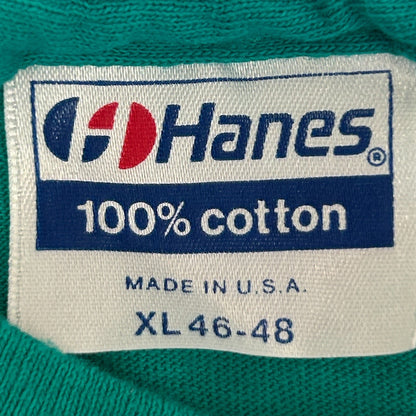 Hanes®
100% cotton
MADE IN U.S.A.
XL 46-48